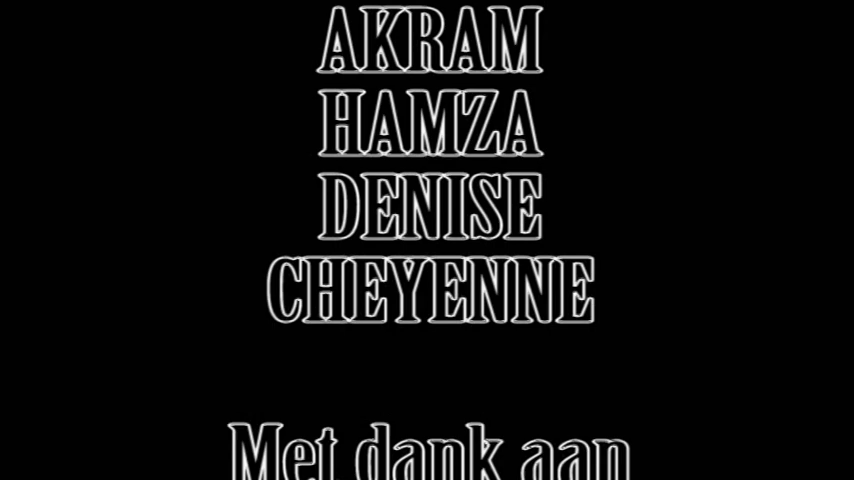 AKRAM
HAMZA
DENISE
CHEYENNE
Met dank aan